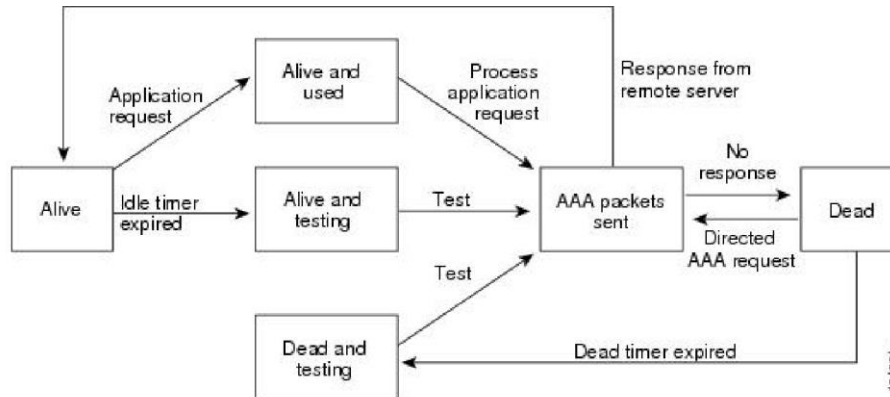 Alive and
used
Process
application
request
Response from
remote server
Application
request
Alive
Idle timer
expired
Alive and
testing
Test
AAA packets
sent
No
response
Directed
AAA request
Dead
Test
Dead and
testing
Dead timer expired